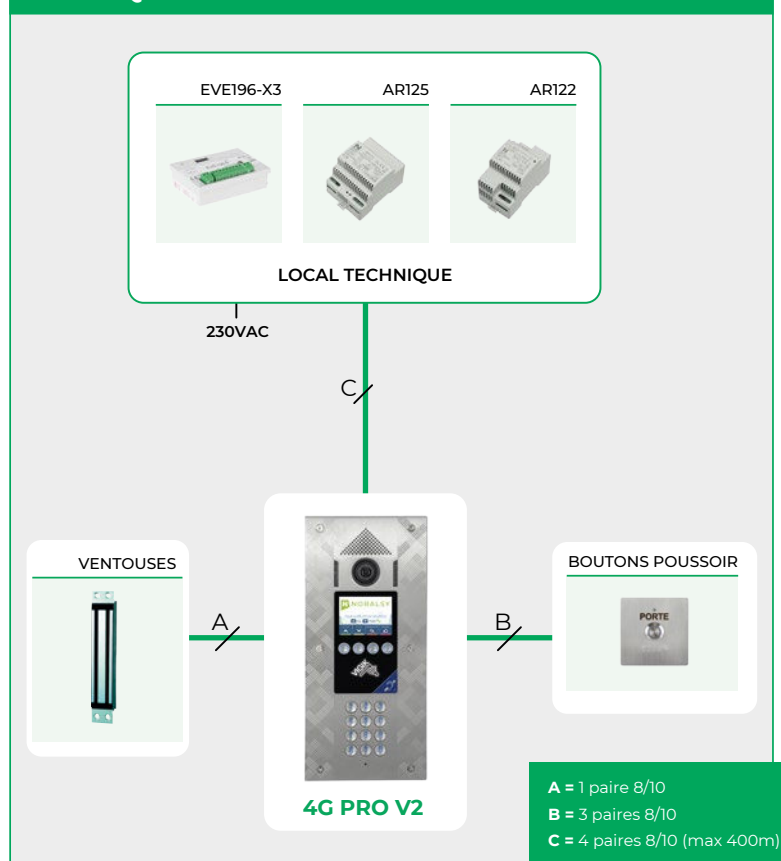 EVE196-X3
AR125
AR122
LOCAL TECHNIQUE
230VAC
C
VENTOUSES
A
NORALSY
4G PRO V2
B
BOUTONS POUSSOIR
PORTE
A = 1 paire 8/10
B = 3 paires 8/10
C = 4 paires 8/10 (max 400m)